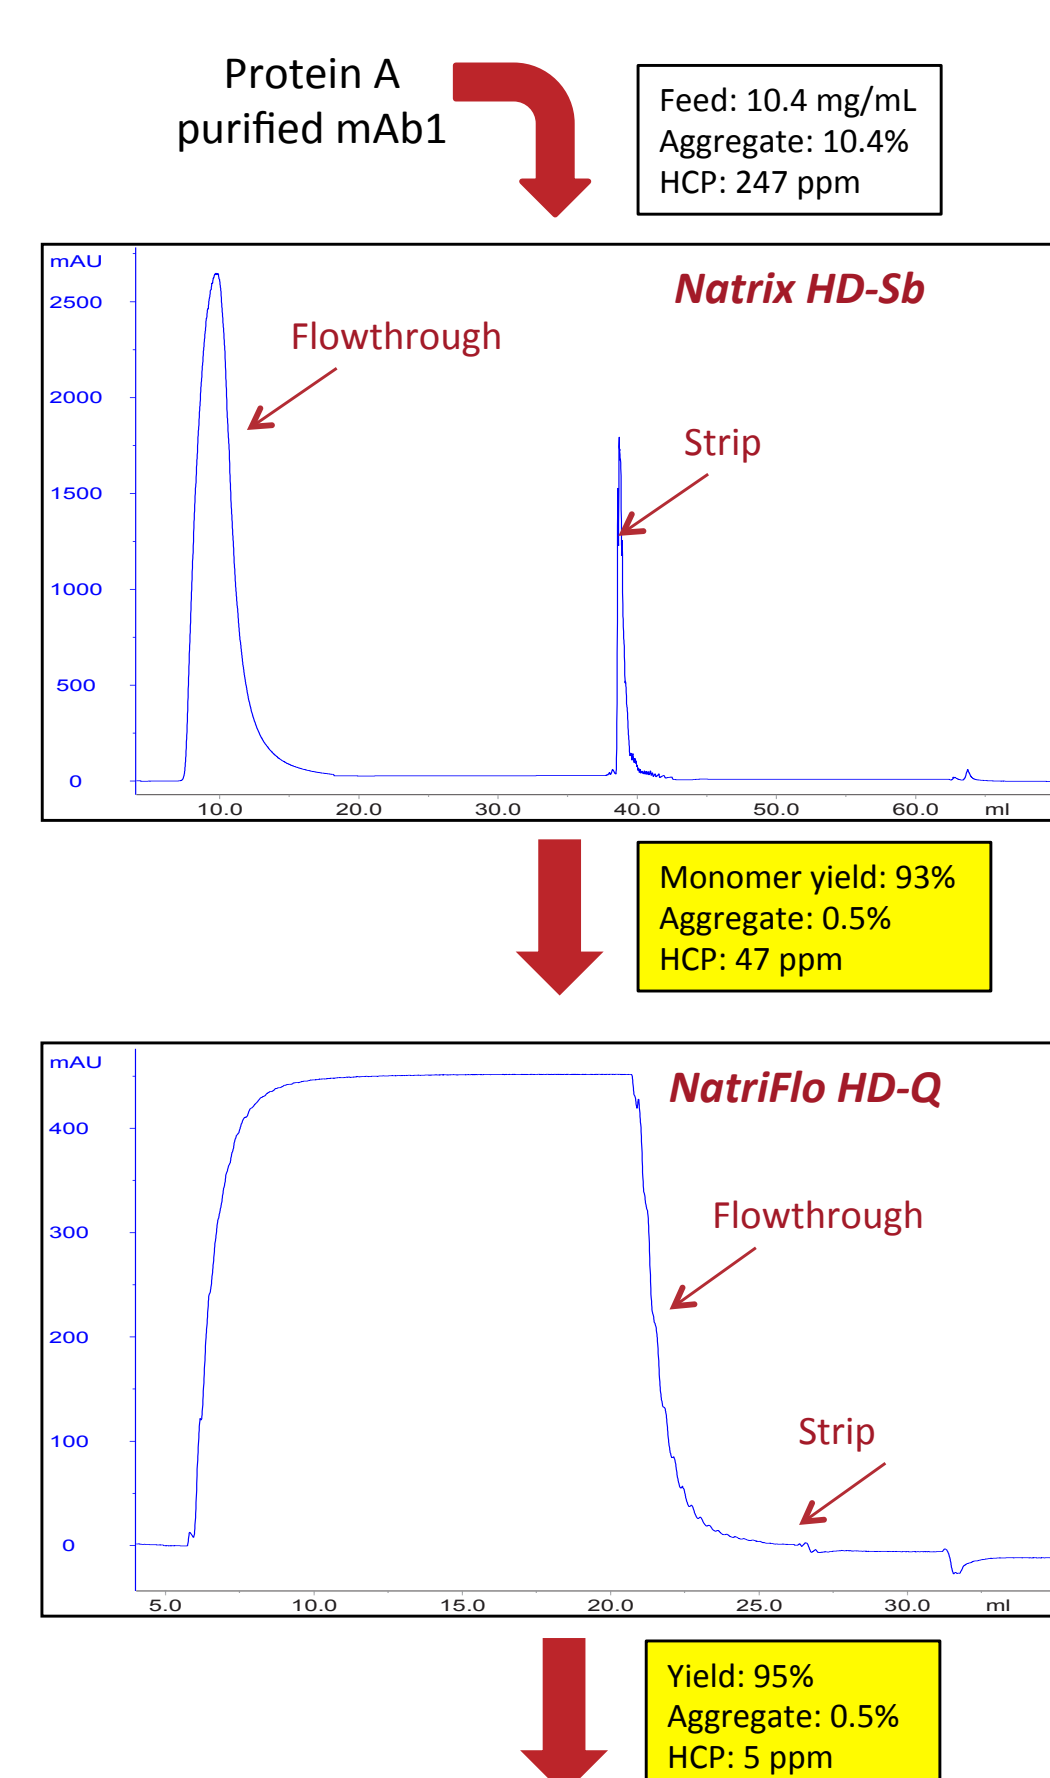 Protein A
purified mAb1
Feed: 10.4 mg/mL
Aggregate: 10.4%
HCP: 247 ppm
mAU
Natrix HD-Sb
2500
Flowthrough
2000
Strip
1500
1000
500
0
10.0 20.0 30.0 40.0 50.0 60.0 ml
Monomer yield: 93%
Aggregate: 0.5%
HCP: 47 ppm
mAU
NatriFlo HD-Q
400
Flowthrough
300
200
Strip
100
0
5.0 10.0 15.0 20.0 25.0 30.0 ml
Yield: 95%
Aggregate: 0.5%
HCP: 5 ppm